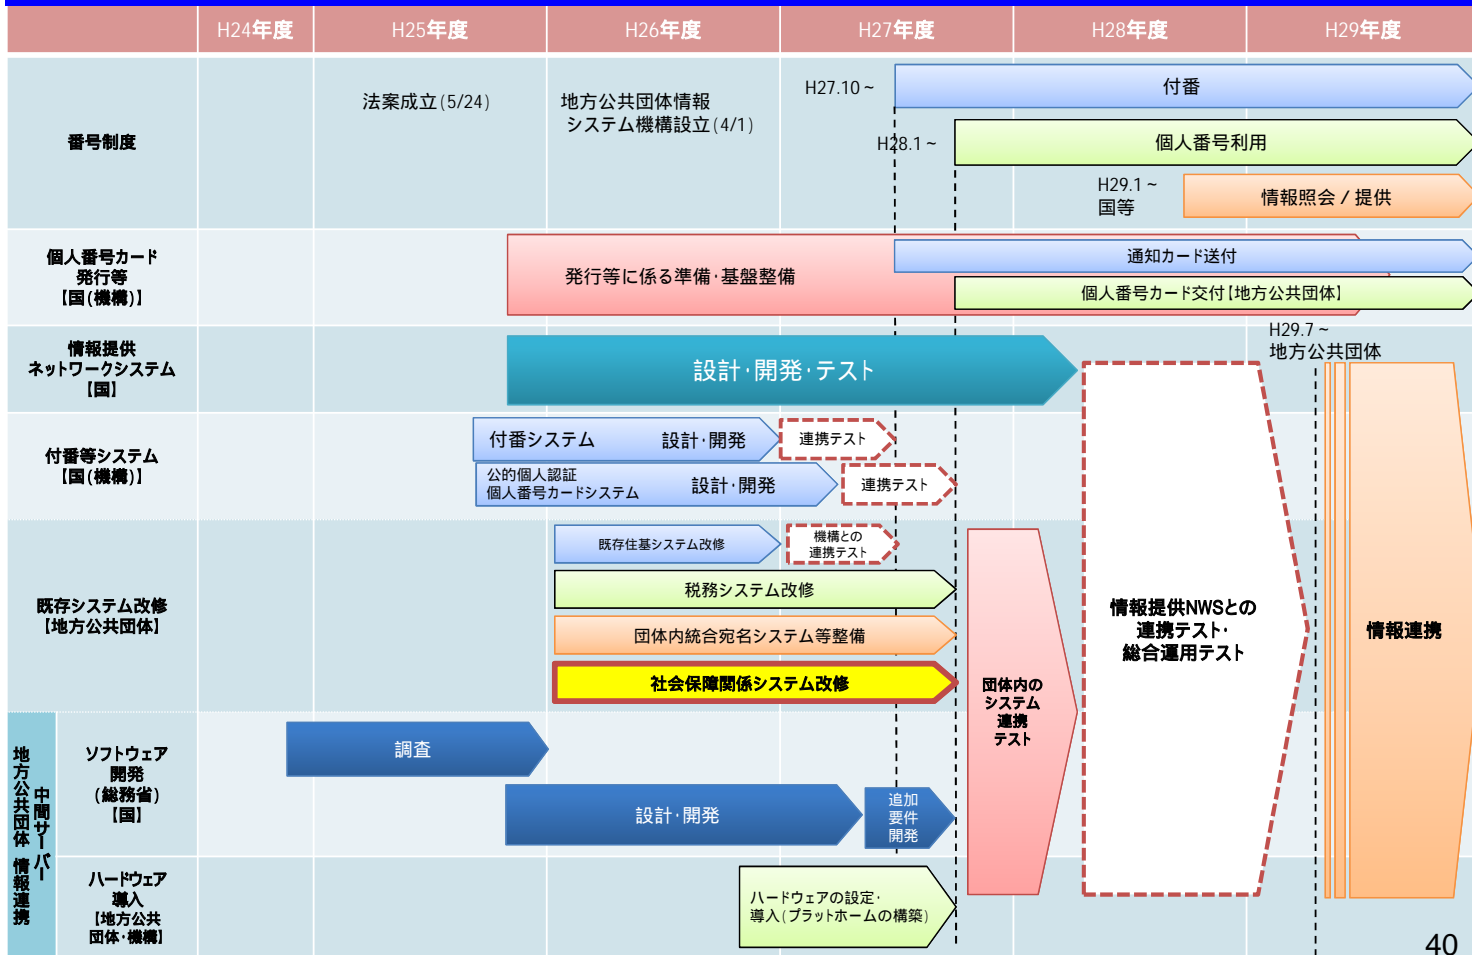 H24年度
H25年度
H26年度
H27年度
H28年度
H29年度
番号制度
法案成立(5/24)
地方公共団体情報
システム機構設立(4/1)
H27.10～
付番
H28.1～
個人番号利用
H29.1～
国等
情報照会/提供
個人番号カード
発行等
【国(機構)】
発行等に係る準備・基盤整備
通知カード送付
個人番号カード交付【地方公共団体】
情報提供
ネットワークシステム
【国】
設計・開発・テスト
H29.7～
地方公共団体
付番等システム
【国(機構)】
付番システム 設計・開発
連携テスト
公的個人認証
個人番号カードシステム
設計・開発
連携テスト
既存システム改修
【地方公共団体】
既存住基システム改修
機構との
連携テスト
税務システム改修
団体内統合宛名システム等整備
社会保障関係システム改修
団体内の
システム
連携
テスト
情報提供NWSとの
連携テスト・
総合運用テスト
情報連携
地方公共団体 情報連携
中間サーバー
ソフトウェア
開発
(総務省)
【国】
調査
設計・開発
追加
要件
開発
ハードウェア
導入
【地方公共
団体・機構】
ハードウェアの設定・
導入(プラットホームの構築)
40